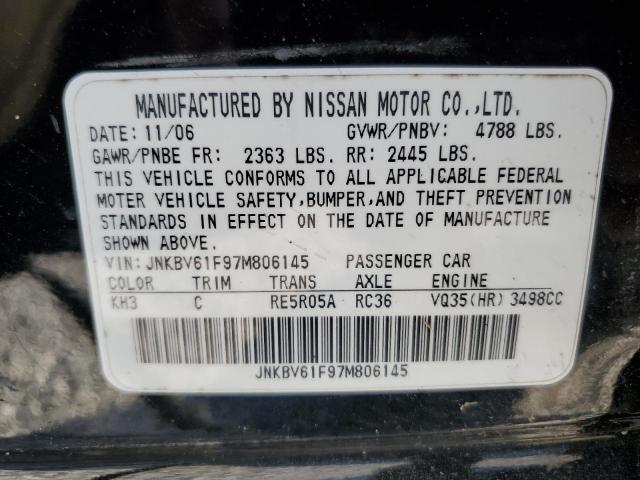 MANUFACTURED BY NISSAN MOTOR CO.,LTD.
DATE: 11/06 GVWR/PNBV: 4788 LBS.
GAWR/PNBE FR: 2363 LBS. RR: 2445 LBS.
THIS VEHICLE CONFORMS TO ALL APPLICABLE FEDERAL
MOTOR VEHICLE SAFETY,BUMPER,AND THEFT PREVENTION
STANDARDS IN EFFECT ON THE DATE OF MANUFACTURE
SHOWN ABOVE.
VIN: JNKBV61F97M806145 PASSENGER CAR
COLOR TRIM TRANS AXLE ENGINE
KH3 C RE5R05A RC36 VQ35(HR) 3498CC
JNKBV61F97M806145